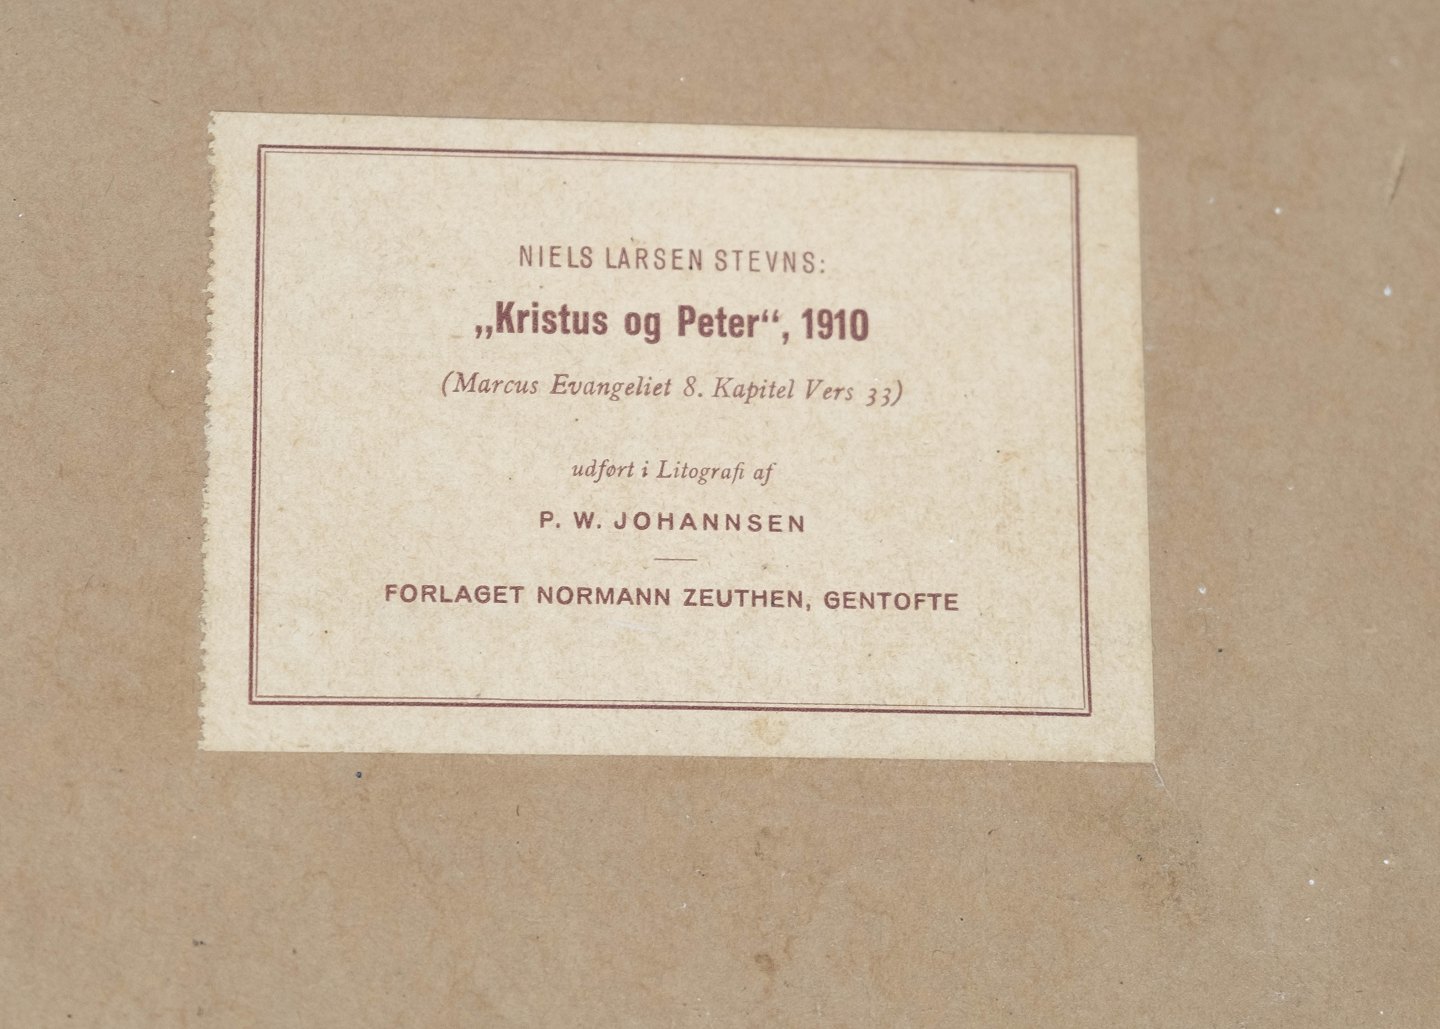 NIELS LARSEN STEVNS:
„Kristus og Peter“, 1910
(Marcus Evangeliet 8. Kapitel Vers 33)
udført i Litografi af
P. W. JOHANNSEN
FORLAGET NORMANN ZEUTHEN, GENTOFTE